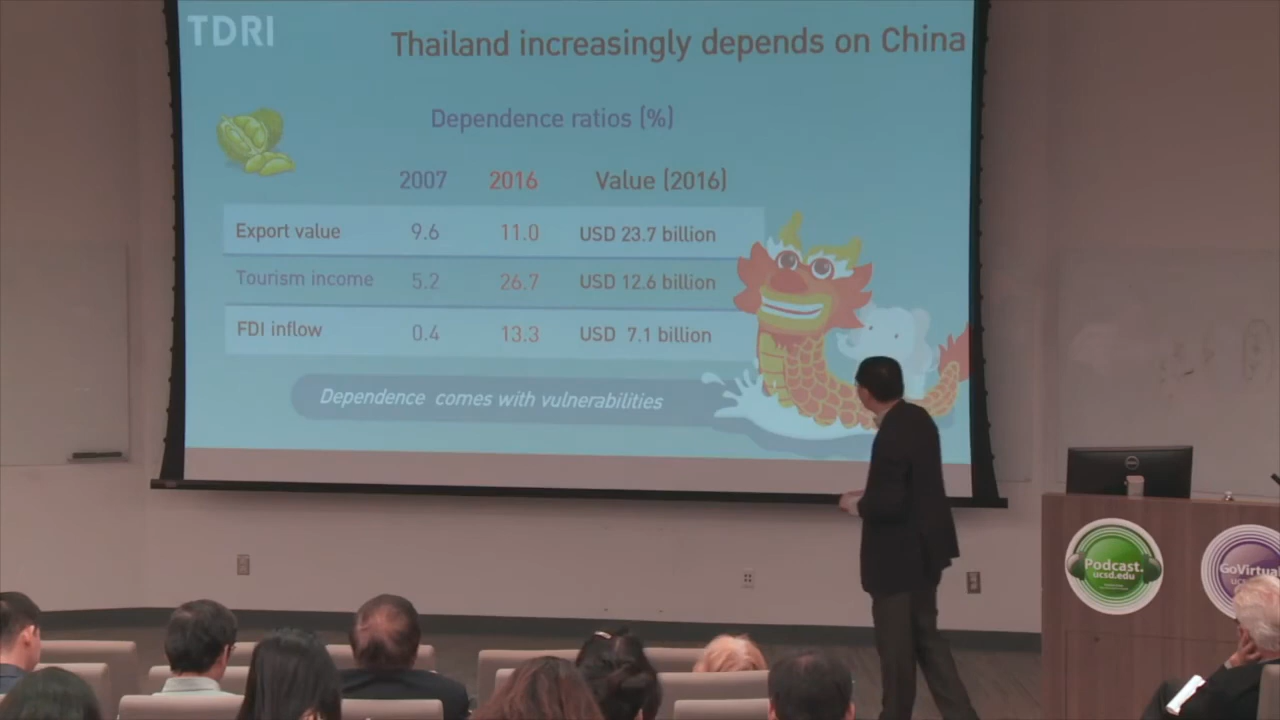 TDRI
Thailand increasingly depends on China
Dependence ratios (%)
2007 2016 Value (2016)
Export value 9.6 11.0 USD 23.7 billion
Tourism income 5.2 26.7 USD 12.6 billion
FDI inflow 0.4 13.3 USD 7.1 billion
Dependence comes with vulnerabilities
DELL
Podcast.
ucsd.edu
GoVirtual